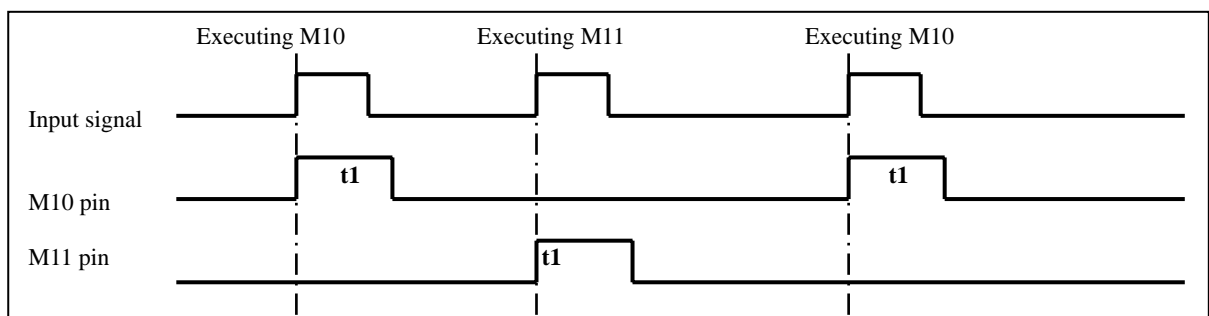 Executing M10 Executing M11 Executing M10
Input signal
t1 t1
M10 pin
M11 pin t1